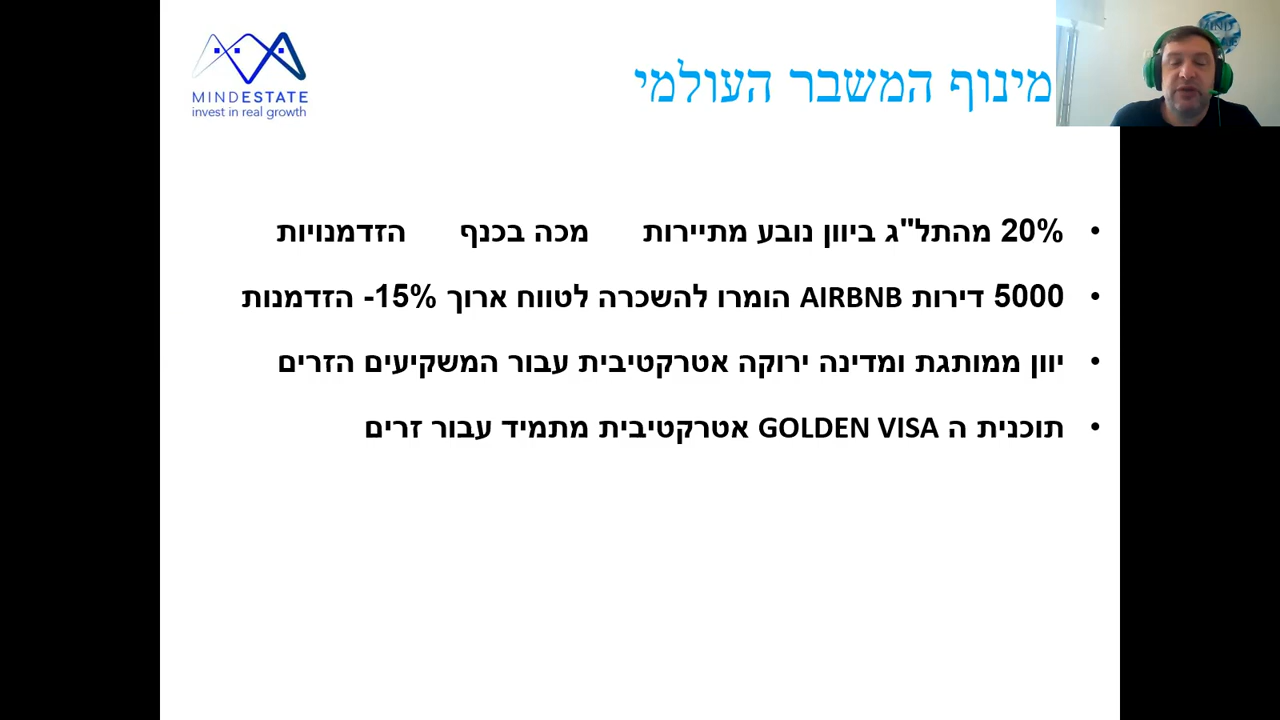 MINDESTATE
invest in real growth
מינוף המשבר העולמי
20% מהתל"ג ביוון נובע מתיירות מכה בכנף הזדמנויות
5000 דירות AIRBNB הומרו להשכרה לטווח ארוך 15%- הזדמנות
יוון ממותגת ומדינה ירוקה אטרקטיבית עבור המשקיעים הזרים
תוכנית ה GOLDEN VISA אטרקטיבית מתמיד עבור זרים